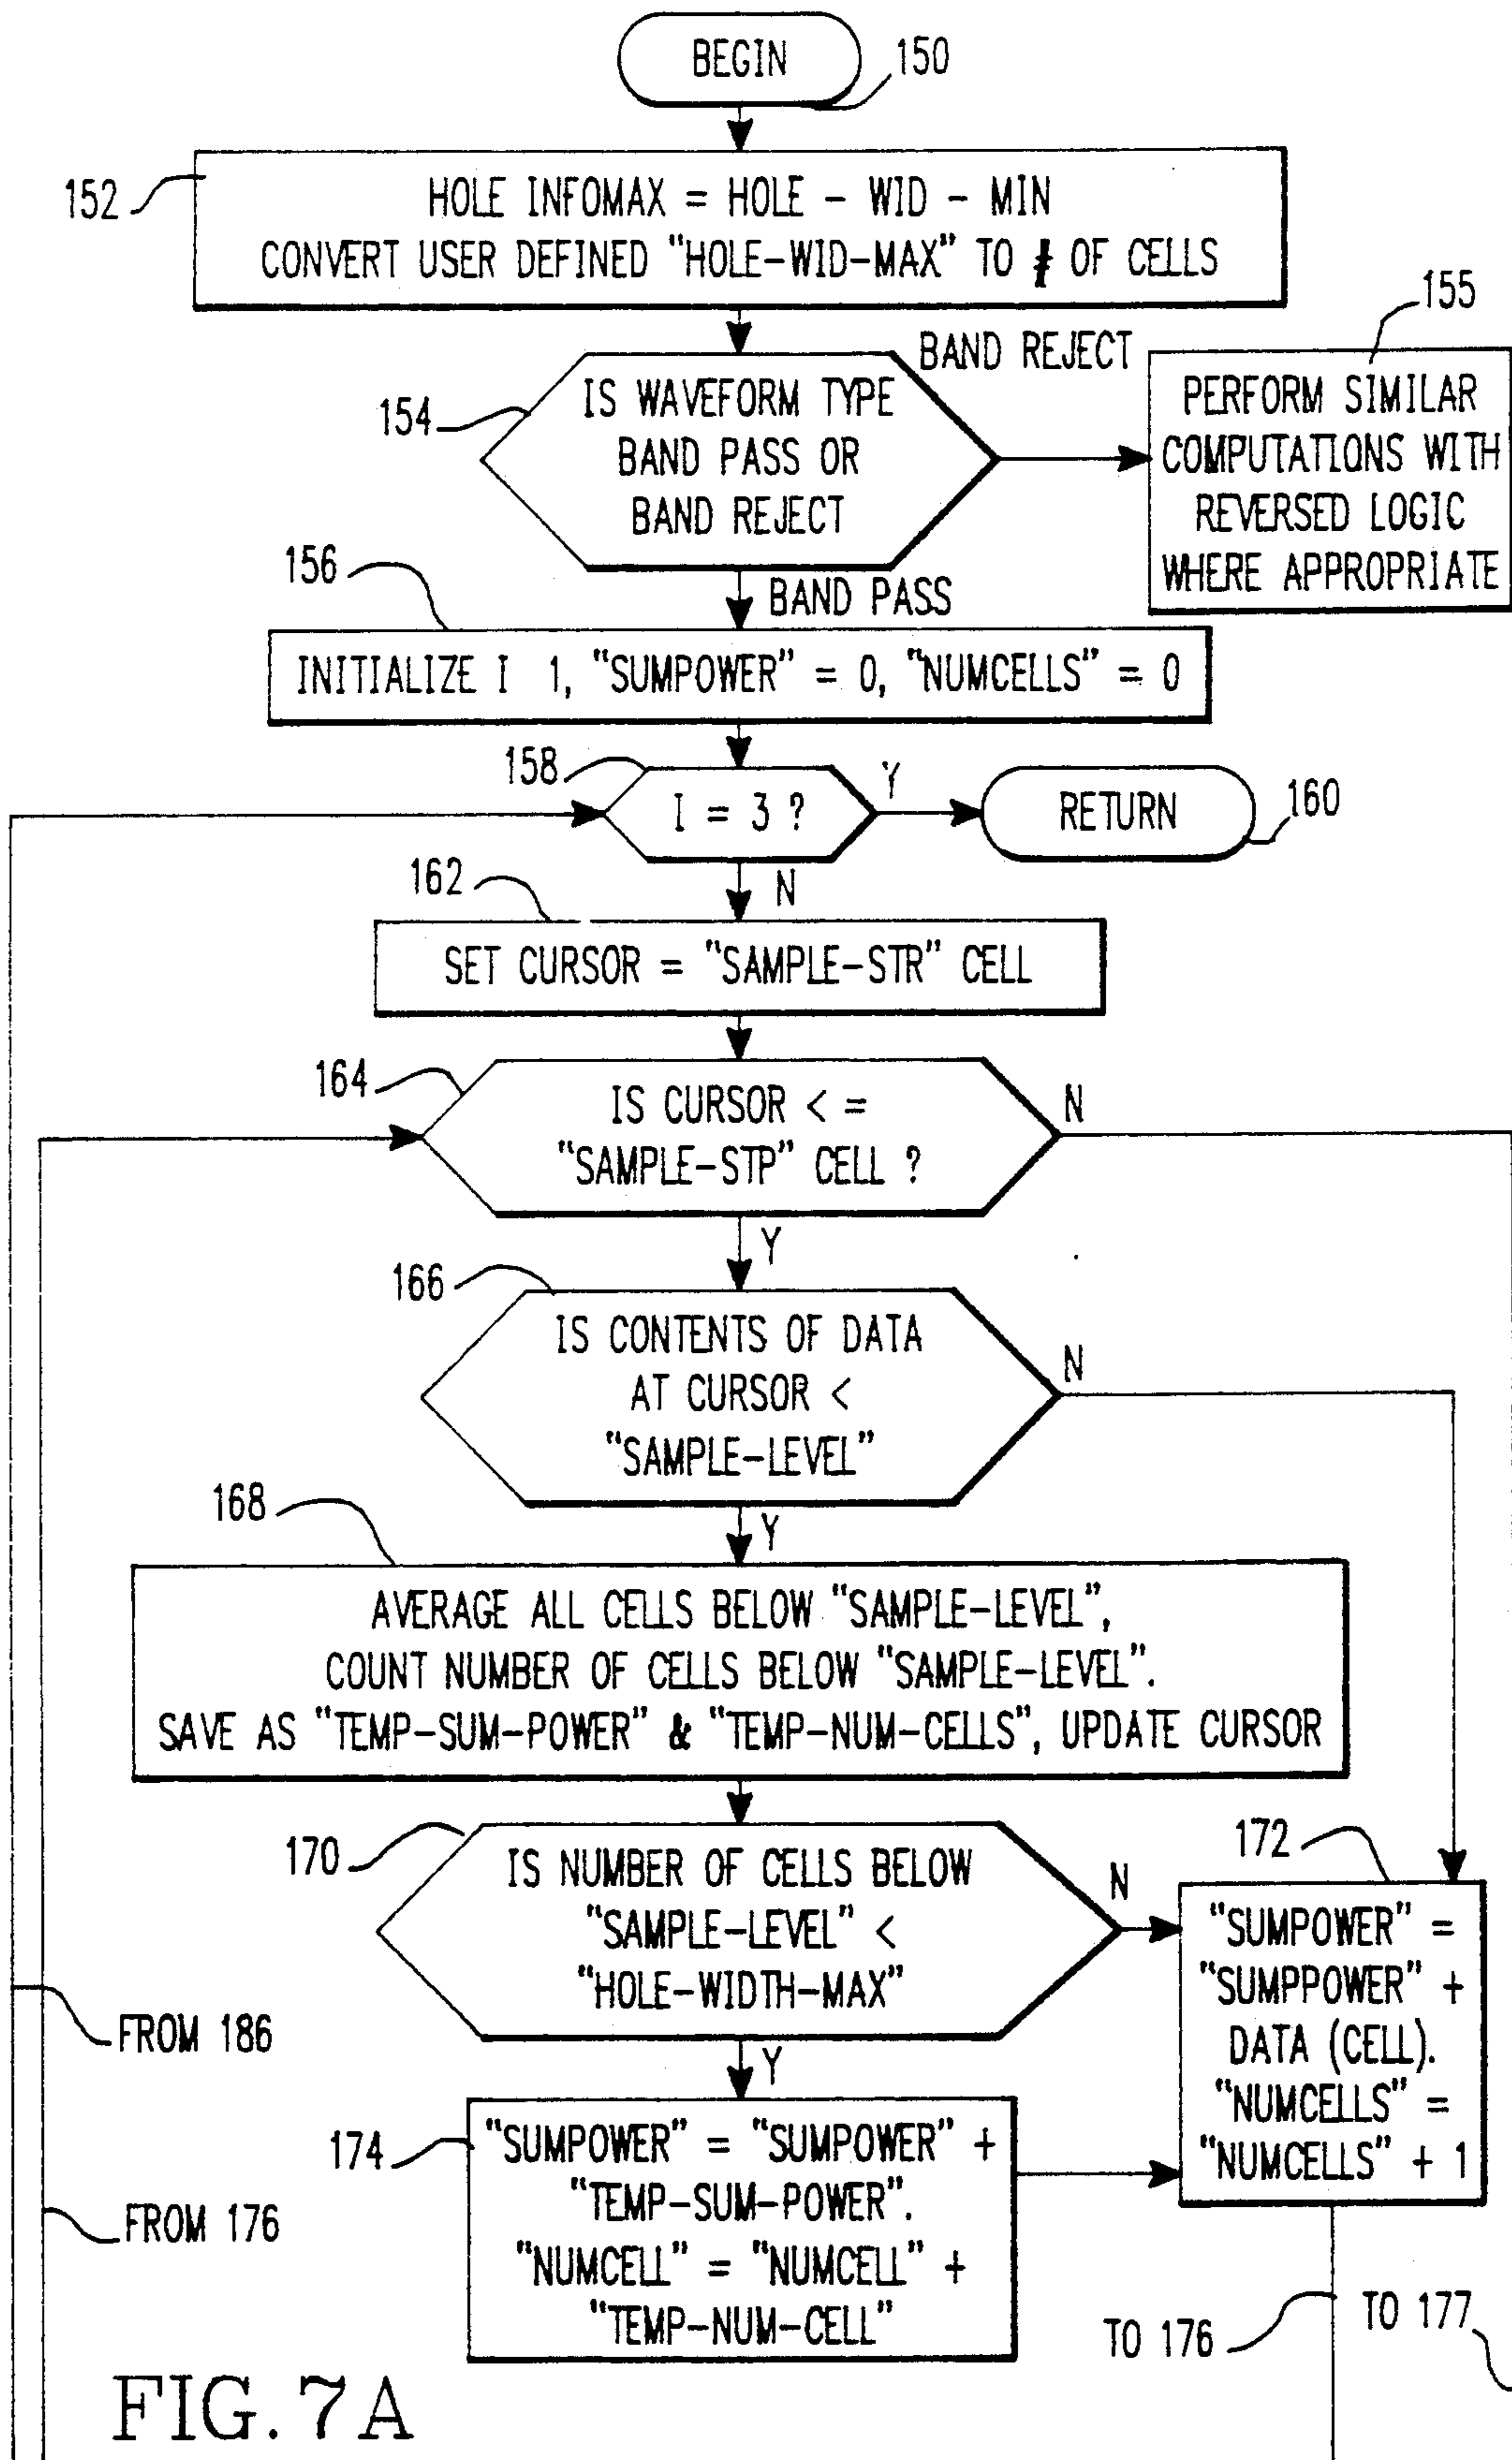 BEGIN
150
152
HOLE INFOMAX = HOLE - WID - MIN
CONVERT USER DEFINED "HOLE-WID-MAX" TO # OF CELLS
154
IS WAVEFORM TYPE
BAND PASS OR
BAND REJECT
BAND REJECT
155
PERFORM SIMILAR
COMPUTATIONS WITH
REVERSED LOGIC
WHERE APPROPRIATE
BAND PASS
156
INITIALIZE I 1, "SUMPOWER" = 0, "NUMCELLS" = 0
158
I = 3 ?
Y
RETURN
160
N
162
SET CURSOR = "SAMPLE-STR" CELL
164
IS CURSOR < =
"SAMPLE-STP" CELL ?
N
Y
166
IS CONTENTS OF DATA
AT CURSOR <
"SAMPLE-LEVEL"
N
Y
168
AVERAGE ALL CELLS BELOW "SAMPLE-LEVEL",
COUNT NUMBER OF CELLS BELOW "SAMPLE-LEVEL".
SAVE AS "TEMP-SUM-POWER" & "TEMP-NUM-CELLS", UPDATE CURSOR
170
IS NUMBER OF CELLS BELOW
"SAMPLE-LEVEL" <
"HOLE-WIDTH-MAX"
N
Y
172
"SUMPOWER" =
"SUMPPOWER" +
DATA (CELL).
"NUMCELLS" =
"NUMCELLS" + 1
174
"SUMPOWER" = "SUMPOWER" +
"TEMP-SUM-POWER".
"NUMCELL" = "NUMCELL" +
"TEMP-NUM-CELL"
FROM 186
FROM 176
TO 176
TO 177
FIG. 7A